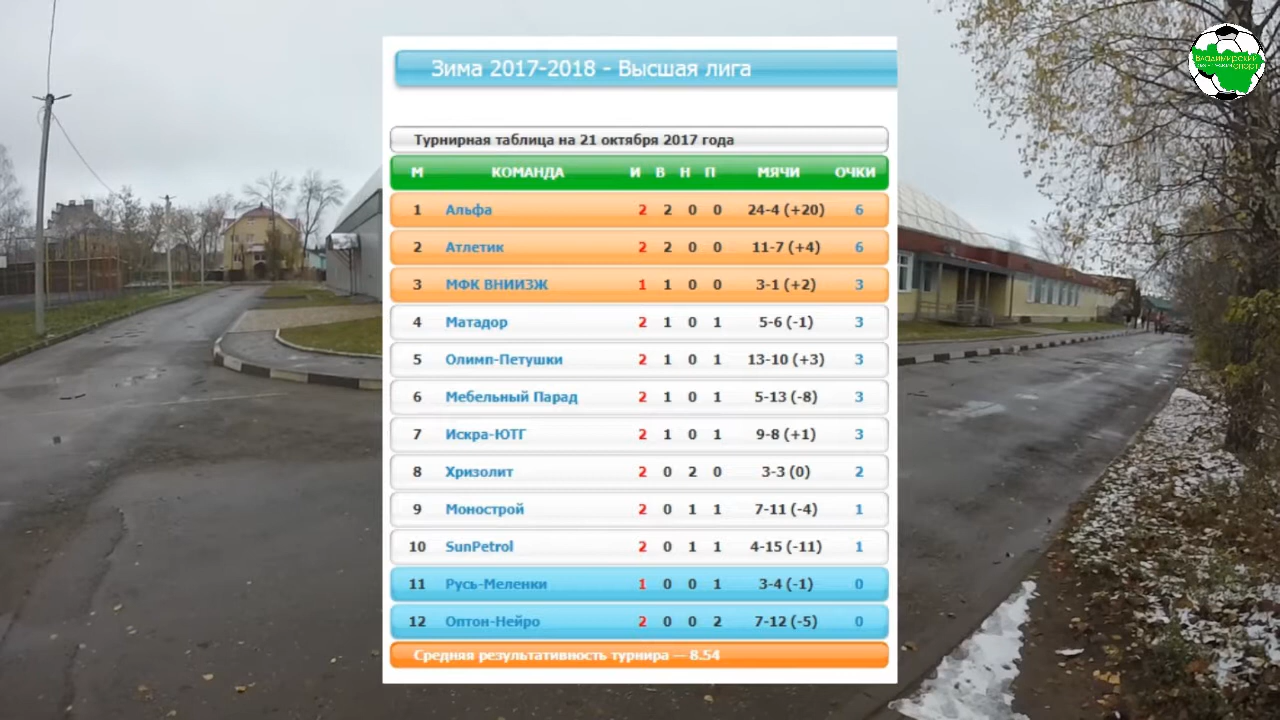 Зима 2017-2018 - Высшая лига
Турнирная таблица на 21 октября 2017 года
М КОМАНДА И В Н П МЯЧИ ОЧКИ
1 Альфа 2 2 0 0 24-4 (+20) 6
2 Атлетик 2 2 0 0 11-7 (+4) 6
3 МФК ВНИИЗЖ 1 1 0 0 3-1 (+2) 3
4 Матадор 2 1 0 1 5-6 (-1) 3
5 Олимп-Петушки 2 1 0 1 13-10 (+3) 3
6 Мебельный Парад 2 1 0 1 5-13 (-8) 3
7 Искра-ЮТГ 2 1 0 1 9-8 (+1) 3
8 Хризолит 2 0 2 0 3-3 (0) 2
9 Монострой 2 0 1 1 7-11 (-4) 1
10 SunPetrol 2 0 1 1 4-15 (-11) 1
11 Русь-Меленки 1 0 0 1 3-4 (-1) 0
12 Оптон-Нейро 2 0 0 2 7-12 (-5) 0
Средняя результативность турнира — 8.54
Владимирский
спорт